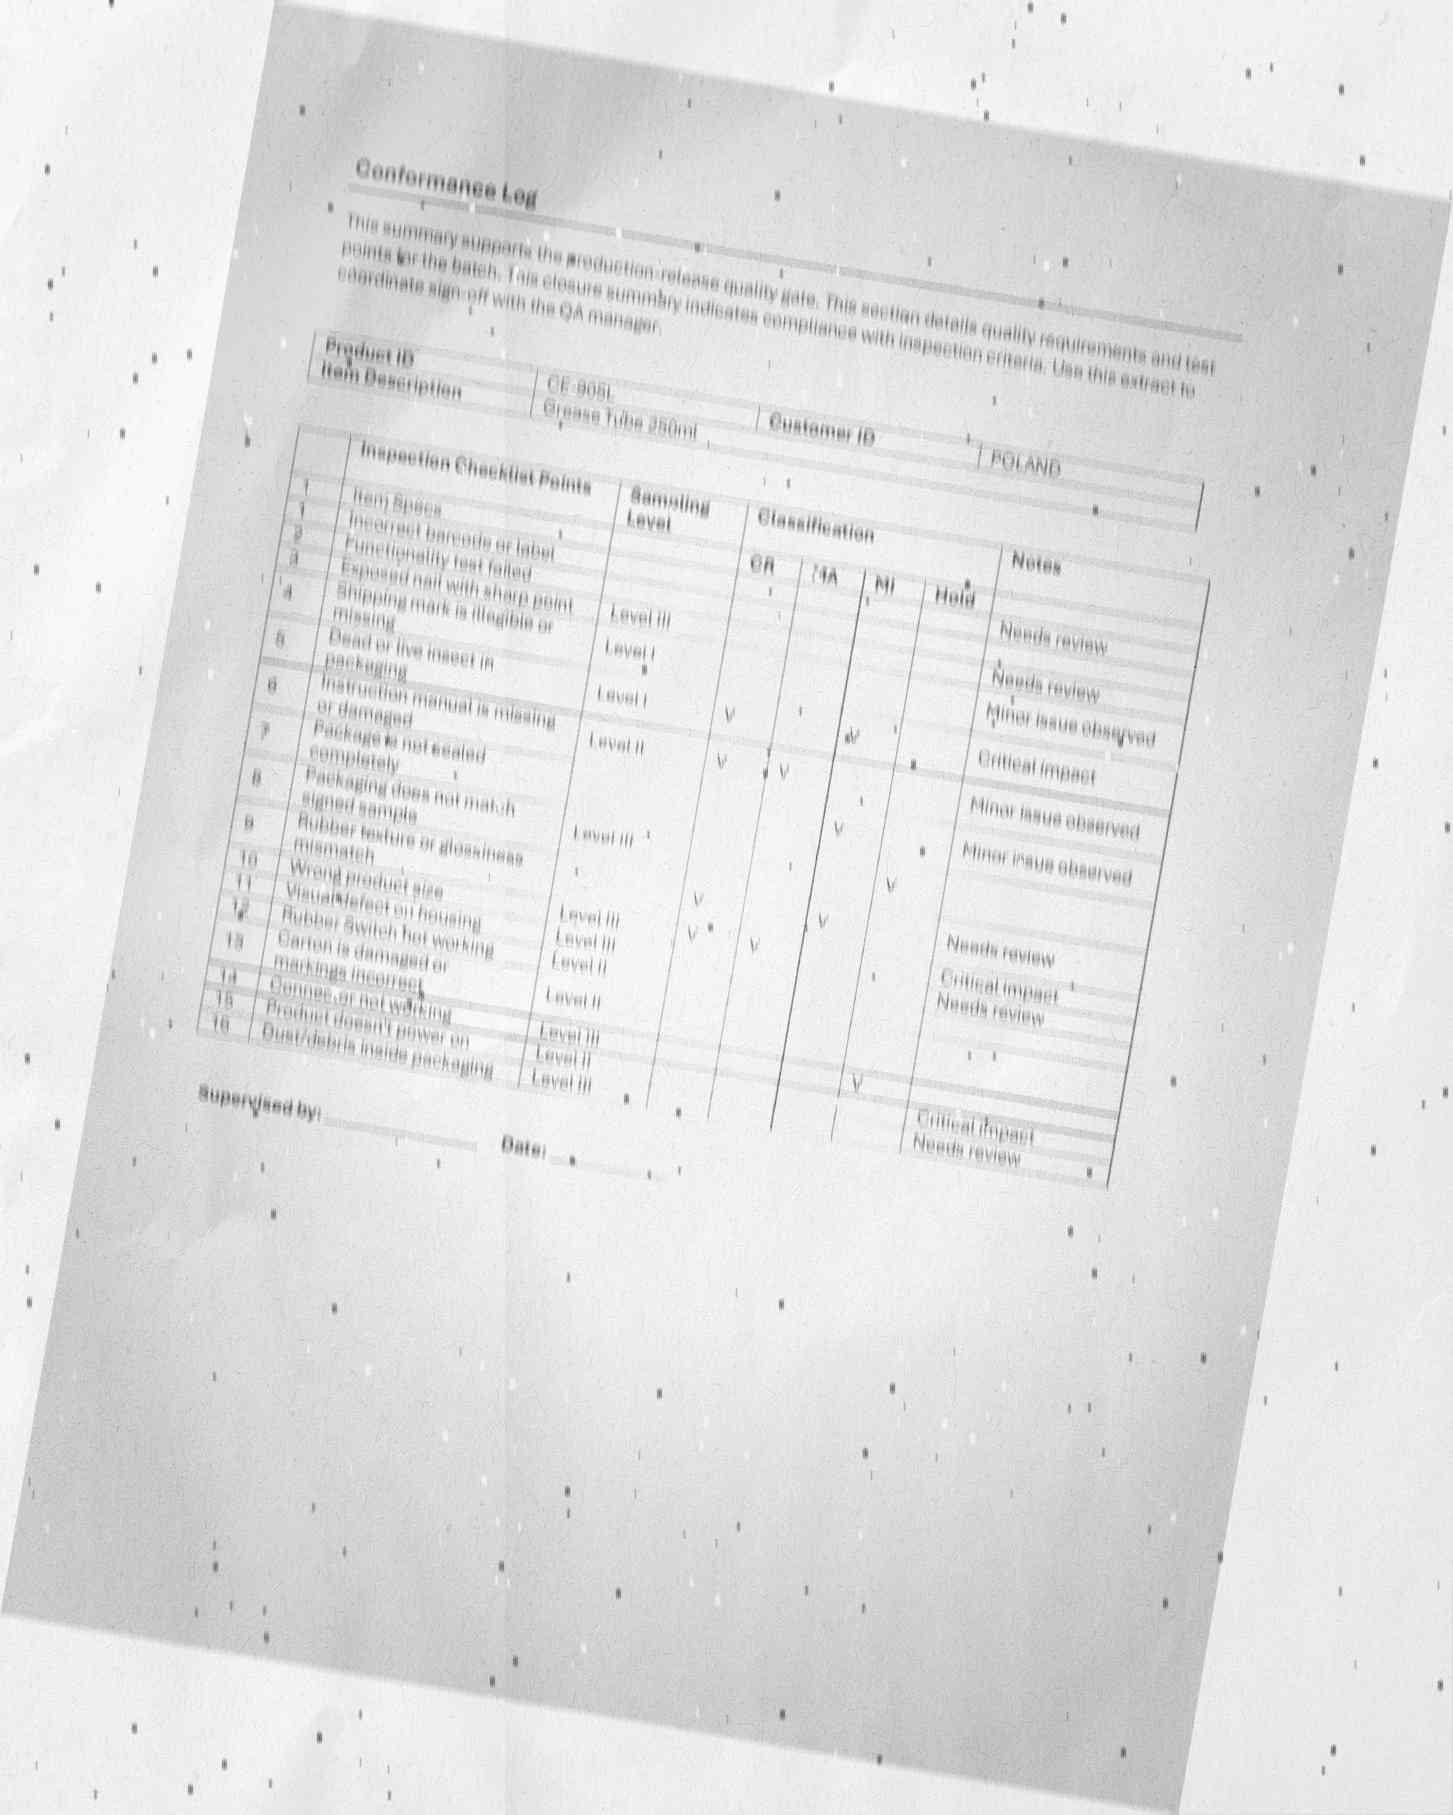 Conformance Log
This summary supports the production-release quality gate. This section details quality requirements and test
points for the batch. This closure summary indicates compliance with inspection criteria. Use this extract to
coordinate sign-off with the QA manager.
Product ID CE-905L Customer ID POLAND
Item Description Grease Tube 250ml
Inspection Checklist Points Sampling Level Classification Notes
CR MA MI Hold
1 Item Specs
1 Incorrect barcode or label Needs review
2 Functionality test failed
3 Exposed nail with sharp point Level III Needs review
4 Shipping mark is illegible or Level I Minor issue observed
missing
5 Dead or live insect in Level I V V Critical impact
packaging
6 Instruction manual is missing Level II V V Minor issue observed
or damaged
7 Package is not sealed V Minor issue observed
completely
8 Packaging does not match Level III V
signed sample
9 Rubber texture or glossiness V V Needs review
mismatch
10 Wrong product size Level III V V Critical impact
11 Visual defect on housing Level III Needs review
12 Rubber Switch not working Level II
13 Carton is damaged or Level II
markings incorrect
14 Connector not working Level III V
15 Product doesn't power on Level II Critical impact
16 Dust/debris inside packaging Level III Needs review
Supervised by: Date: